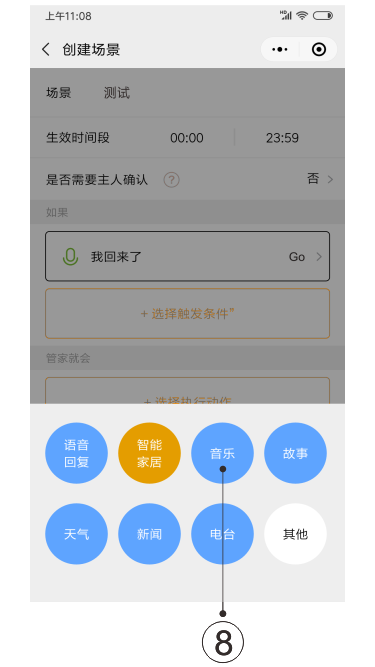 上午11:08
HD
创建场景
场景 测试
生效时间段 00:00 23:59
是否需要主人确认 ? 否
如果
我回来了 Go
+ 选择触发条件”
管家就会
+ 选择执行动作
语音
回复
智能
家居
音乐
故事
天气
新闻
电台
其他
8